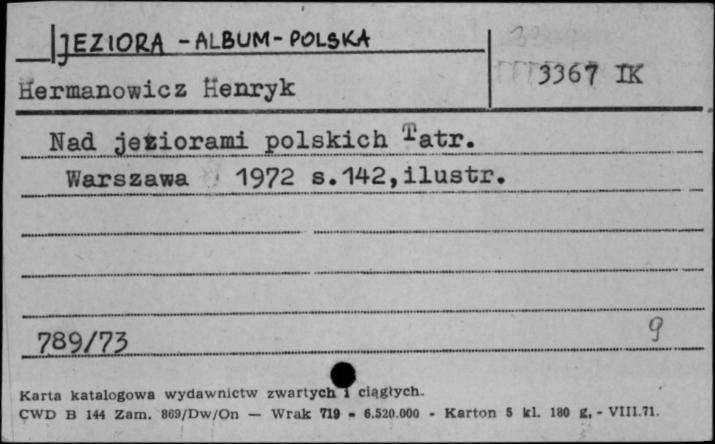 JEZIORA - ALBUM - POLSKA
3367 IK
Hermanowicz Henryk
Nad jeziorami polskich Tatr.
Warszawa 1972 s.142,ilustr.
789/73
9
Karta katalogowa wydawnictw zwartych i ciągłych.
CWD B 144 Zam. 869/Dw/On — Wrak 719 - 6.520.000 - Karton 5 kl. 180 g. - VIII.71.